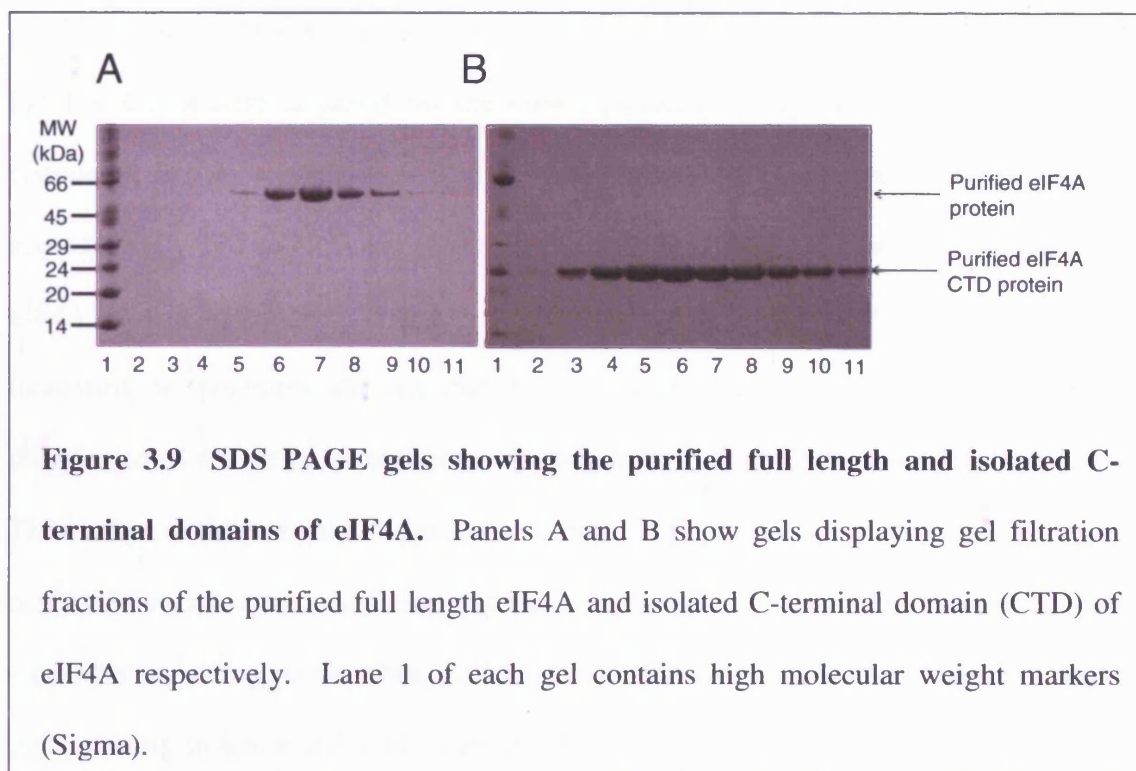 A
B
MW
(kDa)
66
45
29
24
20
14
Purified eIF4A
protein
Purified eIF4A
CTD protein
1 2 3 4 5 6 7 8 9 10 11
1 2 3 4 5 6 7 8 9 10 11
Figure 3.9 SDS PAGE gels showing the purified full length and isolated C-
terminal domains of eIF4A. Panels A and B show gels displaying gel filtration
fractions of the purified full length eIF4A and isolated C-terminal domain (CTD) of
eIF4A respectively. Lane 1 of each gel contains high molecular weight markers
(Sigma).